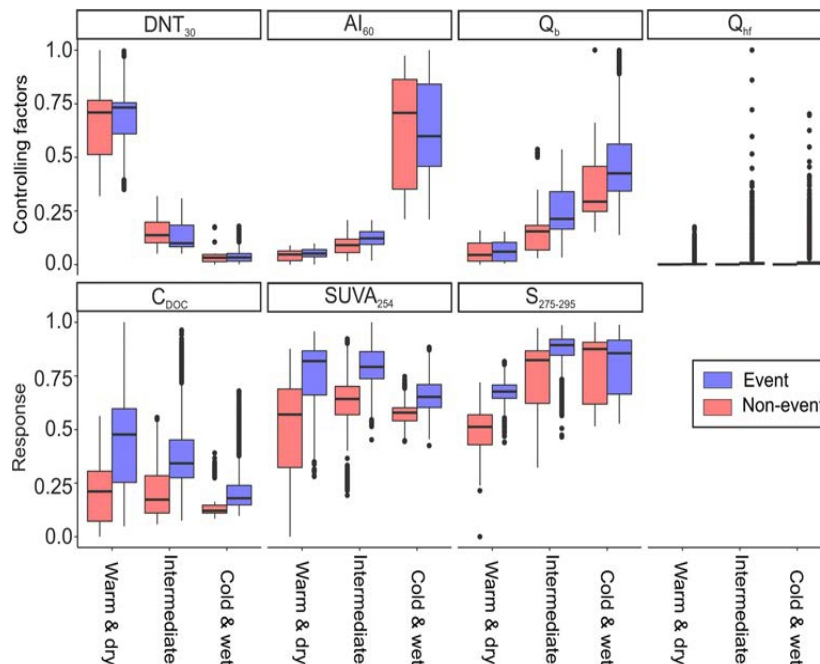 DNT30 AI60 Qb Qhf
Controlling factors
1.0
0.75
0.5
0.25
0.0
CDOC SUVA254 S275-295
Response
1.0
0.75
0.5
0.25
0.0
Event
Non-event
Warm & dry Intermediate Cold & wet Warm & dry Intermediate Cold & wet Warm & dry Intermediate Cold & wet Warm & dry Intermediate Cold & wet